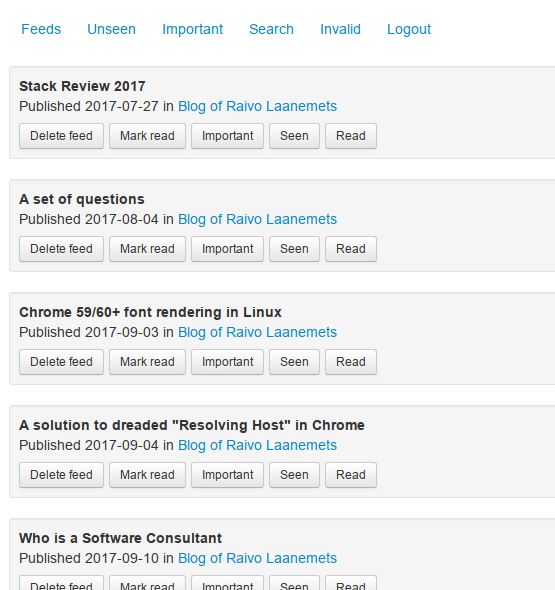 Feeds Unseen Important Search Invalid Logout
Stack Review 2017
Published 2017-07-27 in Blog of Raivo Laanemets
Delete feed Mark read Important Seen Read
A set of questions
Published 2017-08-04 in Blog of Raivo Laanemets
Delete feed Mark read Important Seen Read
Chrome 59/60+ font rendering in Linux
Published 2017-09-03 in Blog of Raivo Laanemets
Delete feed Mark read Important Seen Read
A solution to dreaded "Resolving Host" in Chrome
Published 2017-09-04 in Blog of Raivo Laanemets
Delete feed Mark read Important Seen Read
Who is a Software Consultant
Published 2017-09-10 in Blog of Raivo Laanemets
Delete feed Mark read Important Seen Read